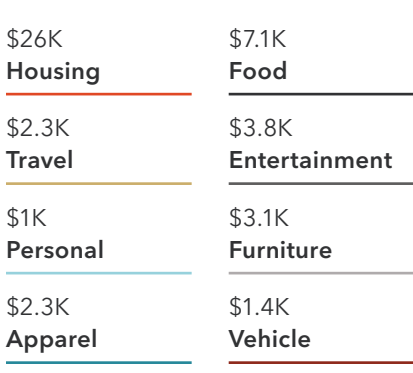 $26K
Housing
$7.1K
Food
$2.3K
Travel
$3.8K
Entertainment
$1K
Personal
$3.1K
Furniture
$2.3K
Apparel
$1.4K
Vehicle